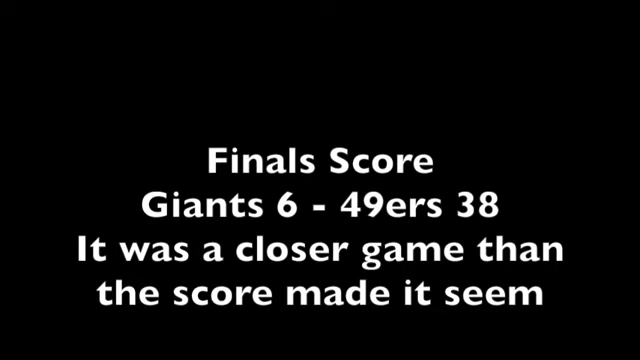 Finals Score
Giants 6 - 49ers 38
It was a closer game than
the score made it seem